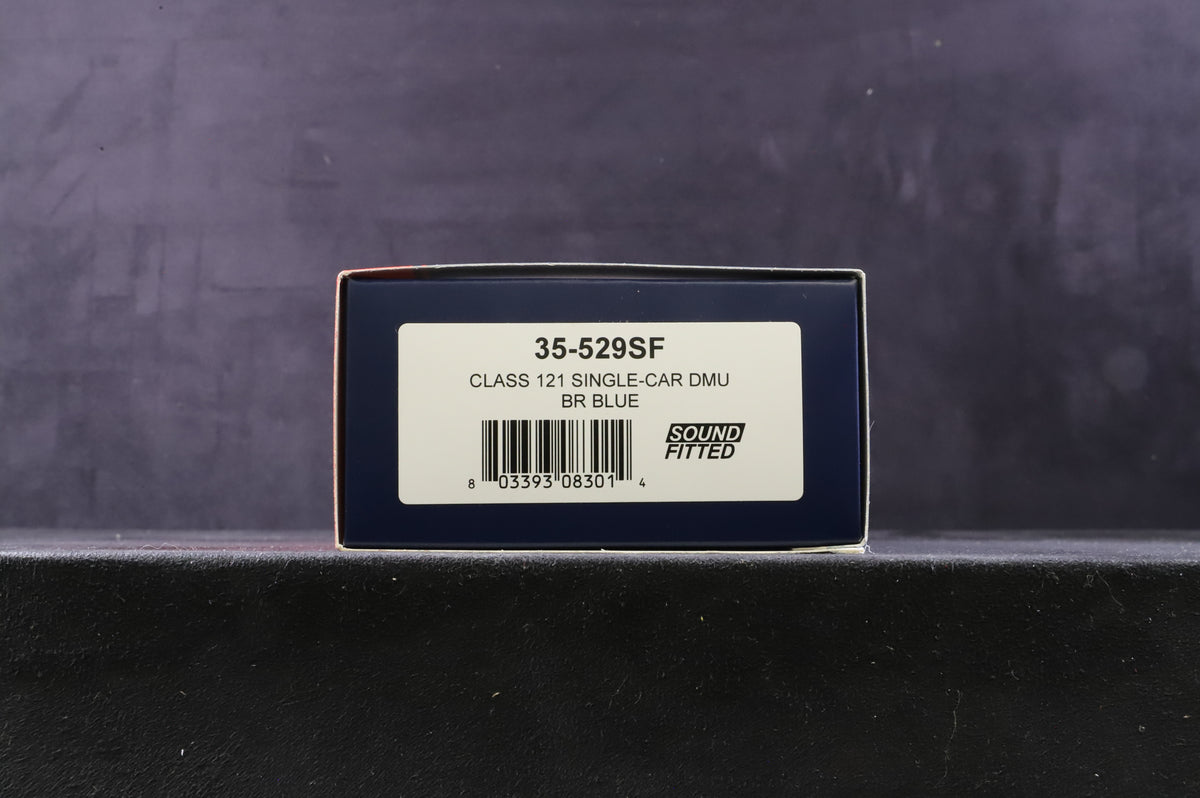 35-529SF
CLASS 121 SINGLE-CAR DMU
BR BLUE
SOUND
FITTED
8 03393 08301 4